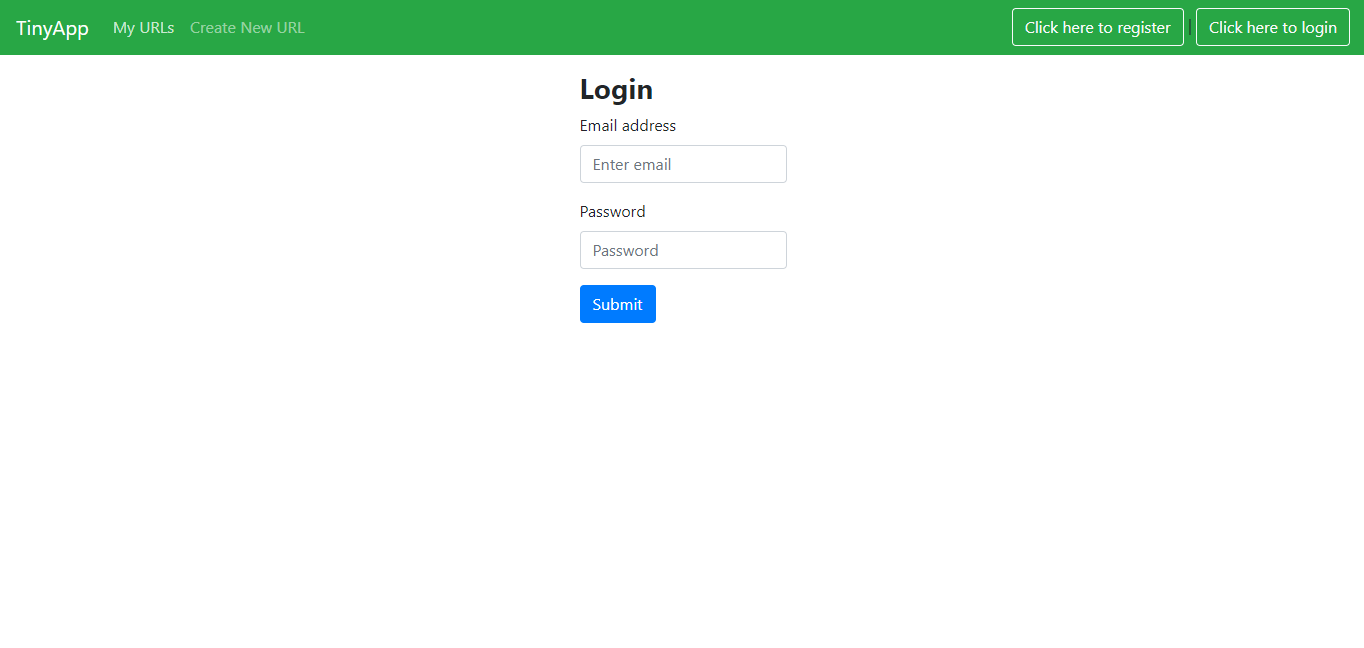 TinyApp My URLs Create New URL Click here to register | Click here to login
Login
Email address
Enter email
Password
Password
Submit